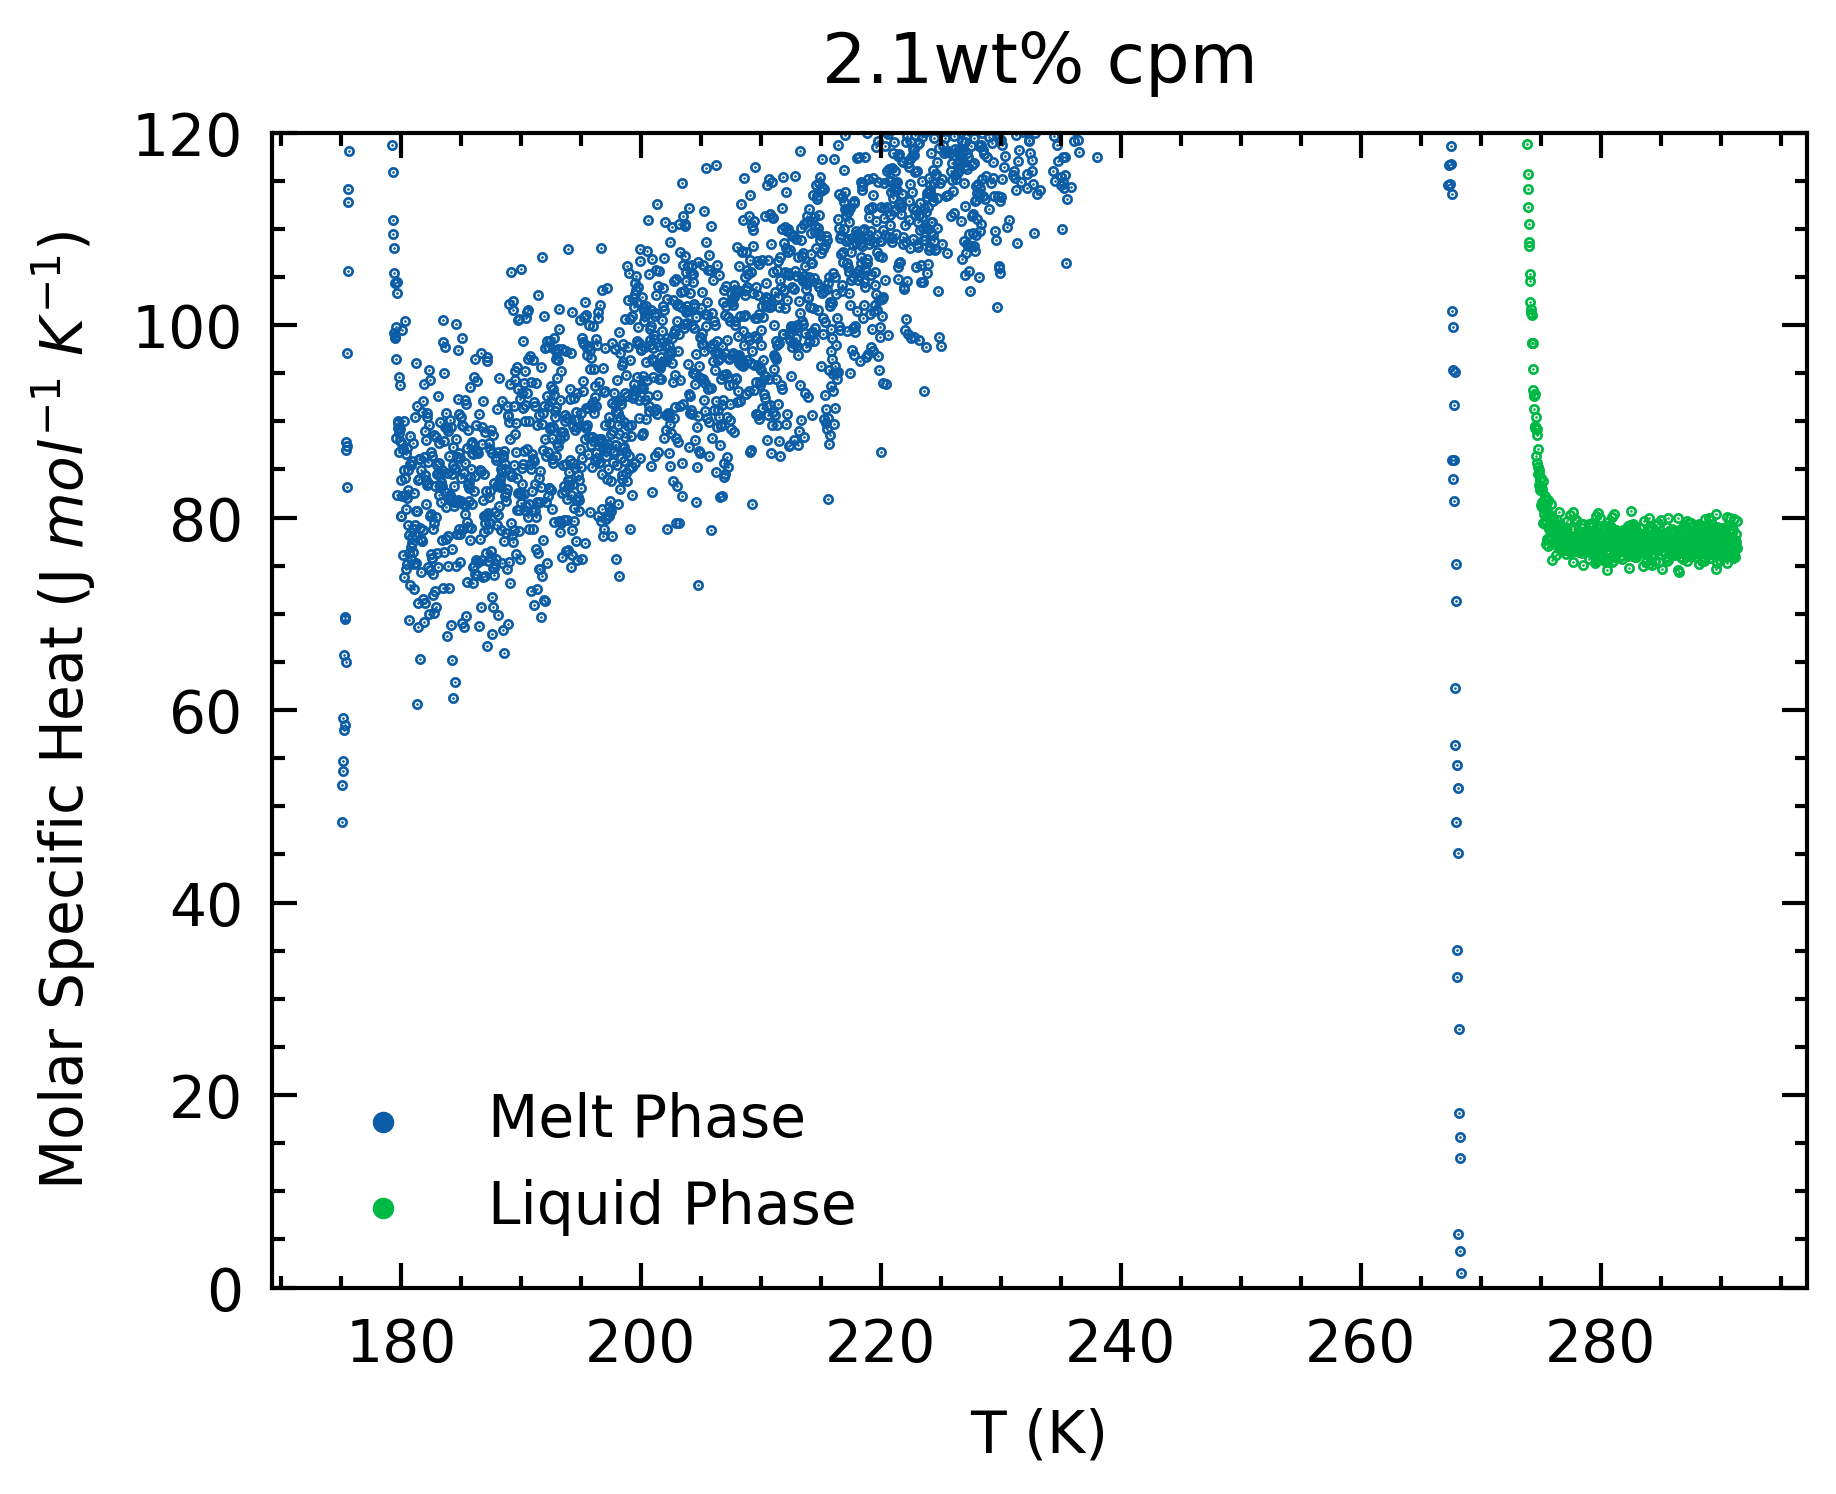 2.1wt% cpm
Molar Specific Heat (J mol⁻¹ K⁻¹)
120
100
80
60
40
20
0
Melt Phase
Liquid Phase
180 200 220 240 260 280
T (K)